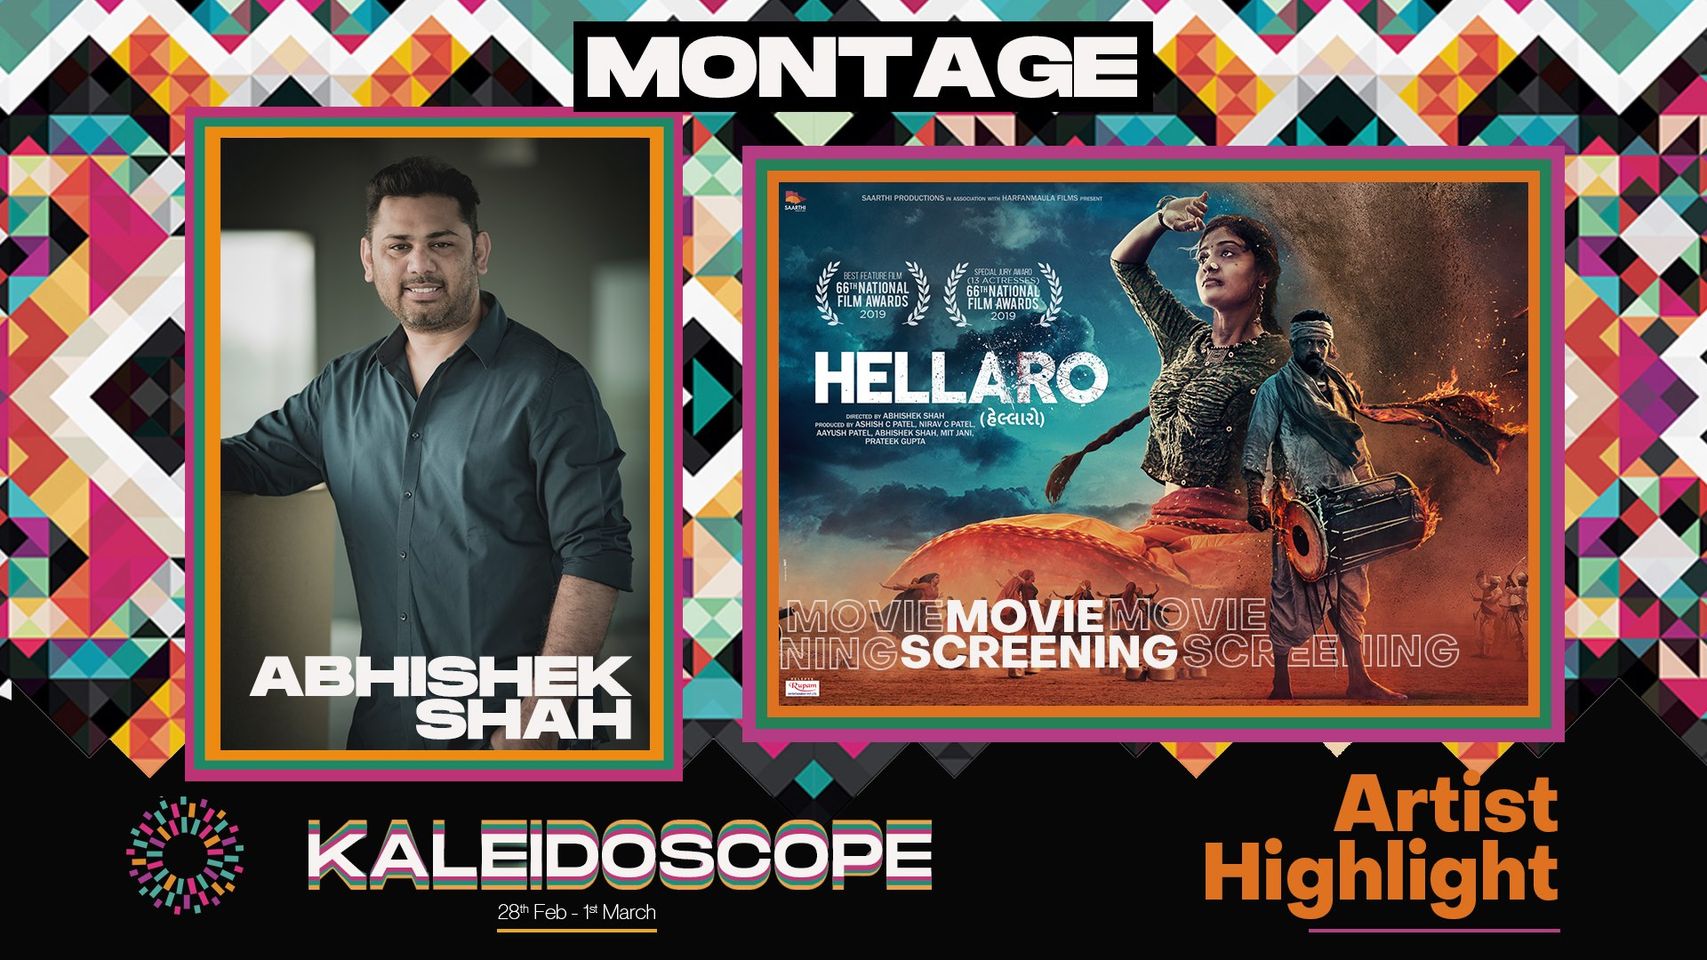 MONTAGE
ABHISHEK
SHAH
SAARTHI
SAARTHI PRODUCTIONS IN ASSOCIATION WITH HARFANMAULA FILMS PRESENT
BEST FEATURE FILM
66TH NATIONAL
FILM AWARDS
2019
SPECIAL JURY AWARD
(13 ACTRESSES)
66TH NATIONAL
FILM AWARDS
2019
HELLARO
(હેલ્લારો)
DIRECTED BY ABHISHEK SHAH
PRODUCED BY ASHISH C PATEL, NIRAV C PATEL,
AAYUSH PATEL, ABHISHEK SHAH, MIT JANI,
PRATEEK GUPTA
MOVIE MOVIE MOVIE
NING SCREENING SCREENING
Rupam
KALEIDOSCOPE
28th Feb - 1st March
Artist
Highlight